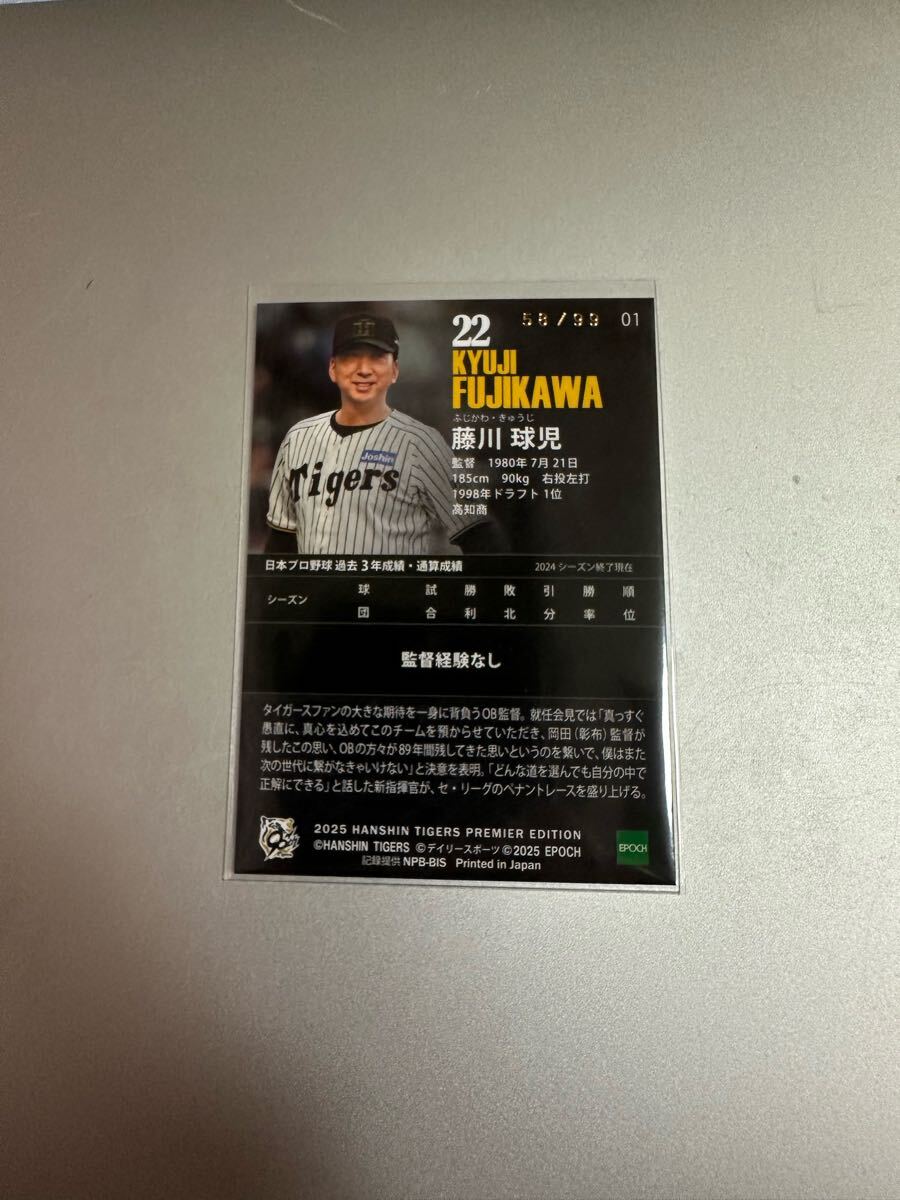 22 58/99 01
KYUJI
FUJIKAWA
ふじかわ・きゅうじ
藤川 球児
監督 1980年 7月 21日
185cm 90kg 右投左打
1998年ドラフト 1位
高知商
Joshin
Tigers
日本プロ野球 過去 3年成績・通算成績 2024 シーズン終了現在
シーズン 球団 試合 勝利 敗北 引分 勝率 順位
監督経験なし
タイガースファンの大きな期待を一身に背負うOB監督。就任会見では「真っすぐ
愚直に、真心を込めてこのチームを預からせていただき、岡田（彰布）監督が
残したこの思い、OBの方々が89年間残してきた思いというのを繋いで、僕はまた
次の世代に繋がなきゃいけない」と決意を表明。「どんな道を選んでも自分の中で
正解にできる」と話した新指揮官が、セ・リーグのペナントレースを盛り上げる。
2025 HANSHIN TIGERS PREMIER EDITION
©HANSHIN TIGERS ©デイリースポーツ ©2025 EPOCH
記録提供 NPB-BIS Printed in Japan
EPOCH